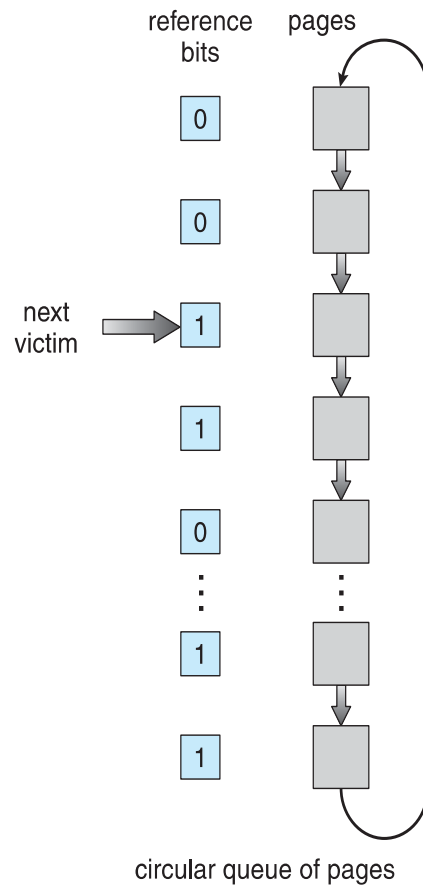 reference
bits
pages
0
0
next
victim
1
1
0
1
1
circular queue of pages